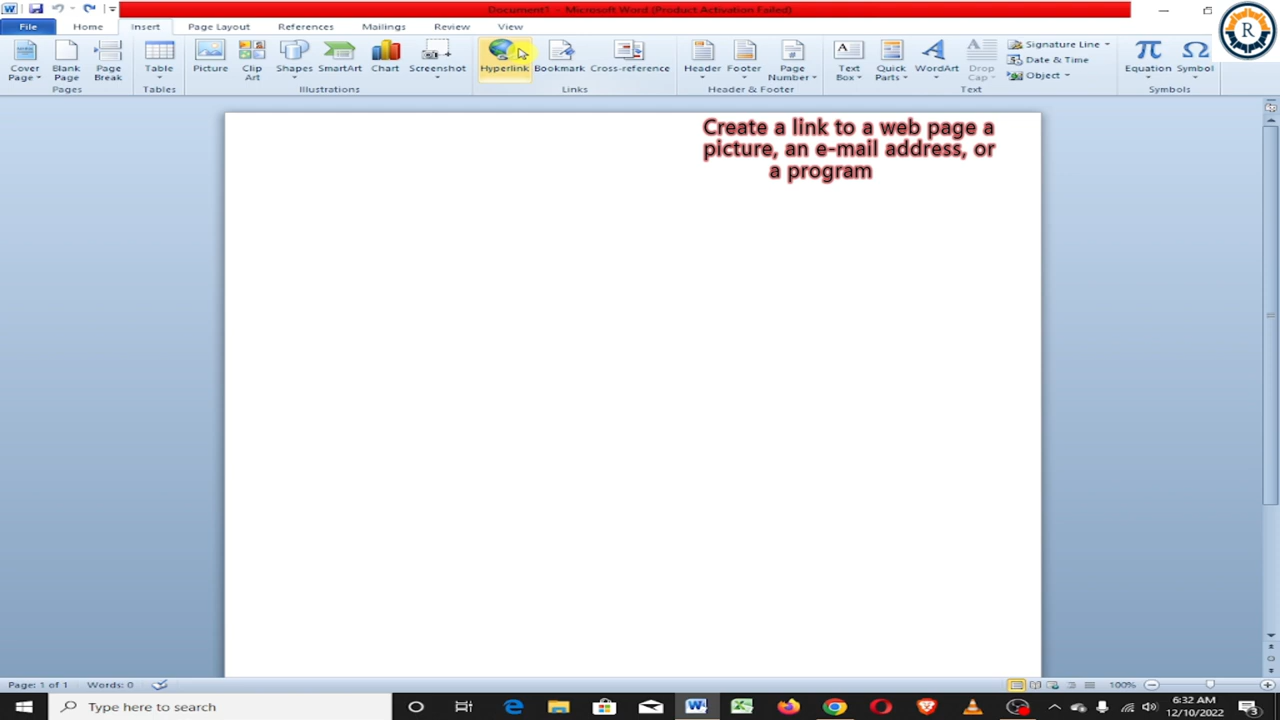 Document1 - Microsoft Word (Product Activation Failed)
File Home Insert Page Layout References Mailings Review View
Cover Page
Blank Page
Page Break
Table
Picture
Clip Art
Shapes
SmartArt
Chart
Screenshot
Hyperlink
Bookmark
Cross-reference
Header
Footer
Page Number
Text Box
Quick Parts
WordArt
Drop Cap
Signature Line
Date & Time
Object
Equation
Symbol
Pages Tables Illustrations Links Header & Footer Text Symbols
R
Create a link to a web page a
picture, an e-mail address, or
a program
Page: 1 of 1 Words: 0 100%
Type here to search
6:32 AM
12/10/2022
3